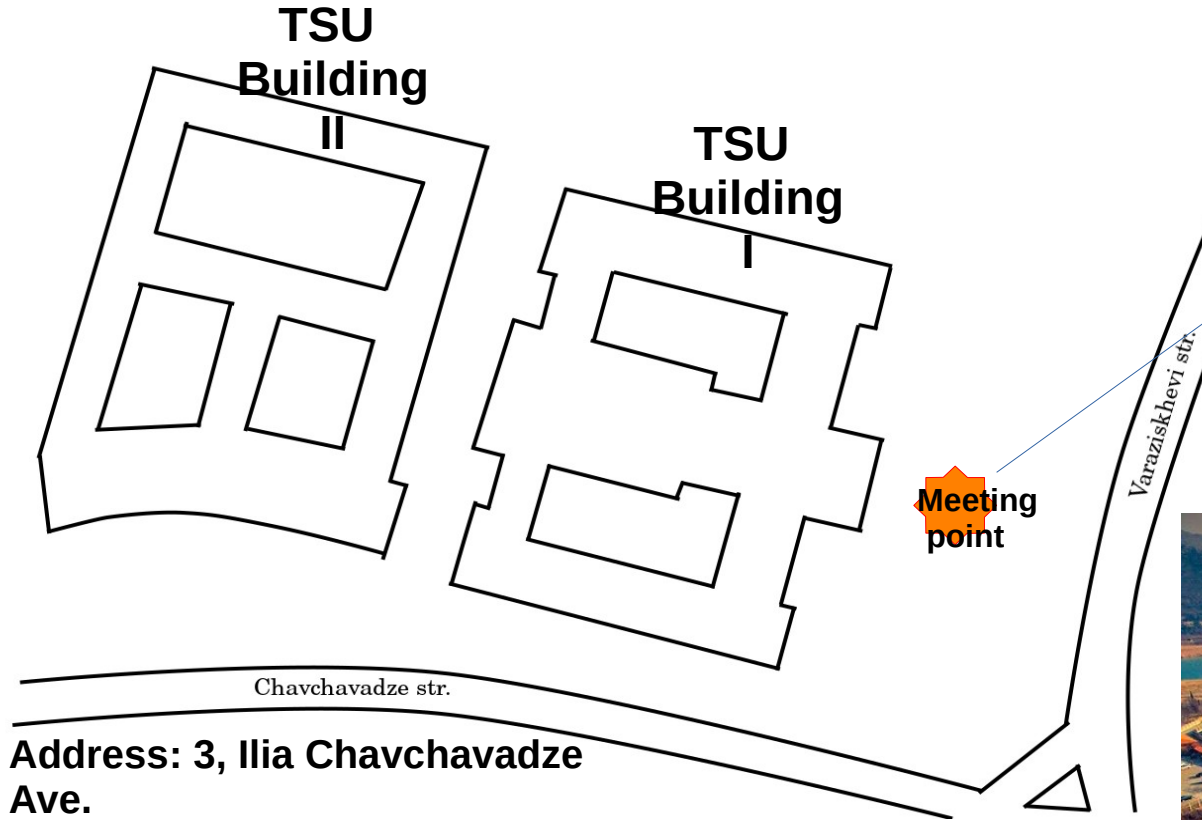 TSU
Building
II
TSU
Building
I
Varaziskhevi str.
Meeting
point
Chavchavadze str.
Address: 3, Ilia Chavchavadze
Ave.